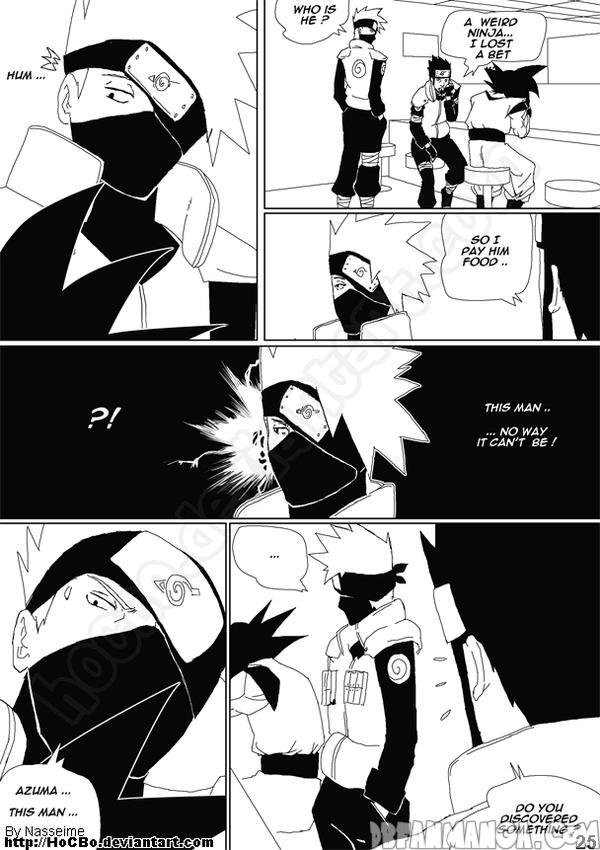 HUM ...
WHO IS
HE ?
A WEIRD
NINJA...
I LOST
A BET
SO I
PAY HIM
FOOD ..
?!
THIS MAN ..
... NO WAY
IT CAN'T BE !
AZUMA ...
THIS MAN ...
...
DO YOU
DISCOVERED
SOMETHING ?
By Nasseime
http://HoCBo.deviantart.com
DBFANMANGA.COM
25